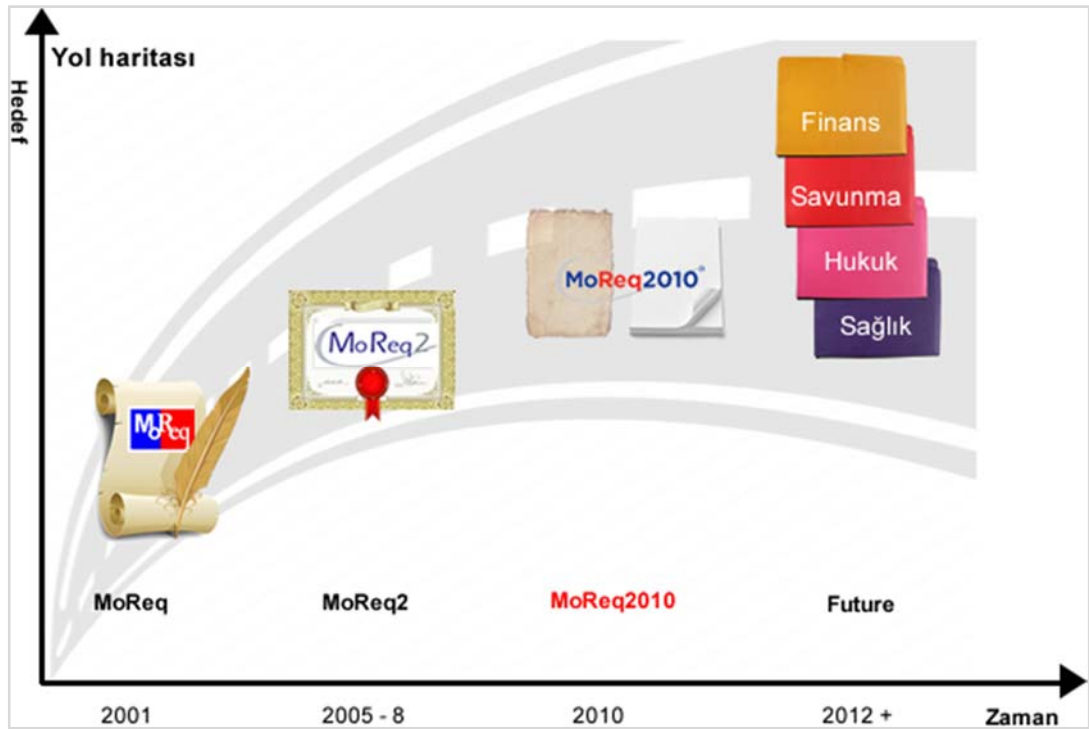 Yol haritası
Hedef
Finans
Savunma
Hukuk
Sağlık
MoReq2010®
MoReq2
MoReq
MoReq
MoReq2
MoReq2010
Future
2001
2005 - 8
2010
2012 +
Zaman